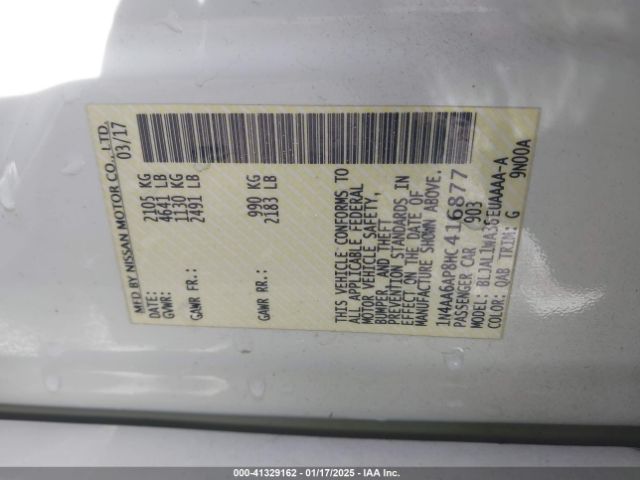 MFD BY NISSAN MOTOR CO., LTD.
DATE: 03/17
GVWR: 2105 KG
4641 LB
GAWR FR.: 1130 KG
2491 LB
GAWR RR.: 990 KG
2183 LB
THIS VEHICLE CONFORMS TO
ALL APPLICABLE FEDERAL
MOTOR VEHICLE SAFETY,
BUMPER, AND THEFT
PREVENTION STANDARDS IN
EFFECT ON THE DATE OF
MANUFACTURE SHOWN ABOVE.
1N4AA6AP8HC416877
PASSENGER CAR 903
MODEL: BLJAL1WA36EUAAAA-A
COLOR: QAB TRIM: G 9N00A
000-41329162 - 01/17/2025 - IAA Inc.